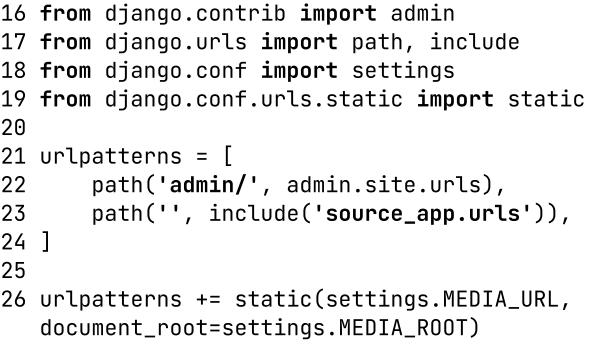 16 from django.contrib import admin
17 from django.urls import path, include
18 from django.conf import settings
19 from django.conf.urls.static import static
20
21 urlpatterns = [
22     path('admin/', admin.site.urls),
23     path('', include('source_app.urls')),
24 ]
25
26 urlpatterns += static(settings.MEDIA_URL,
   document_root=settings.MEDIA_ROOT)